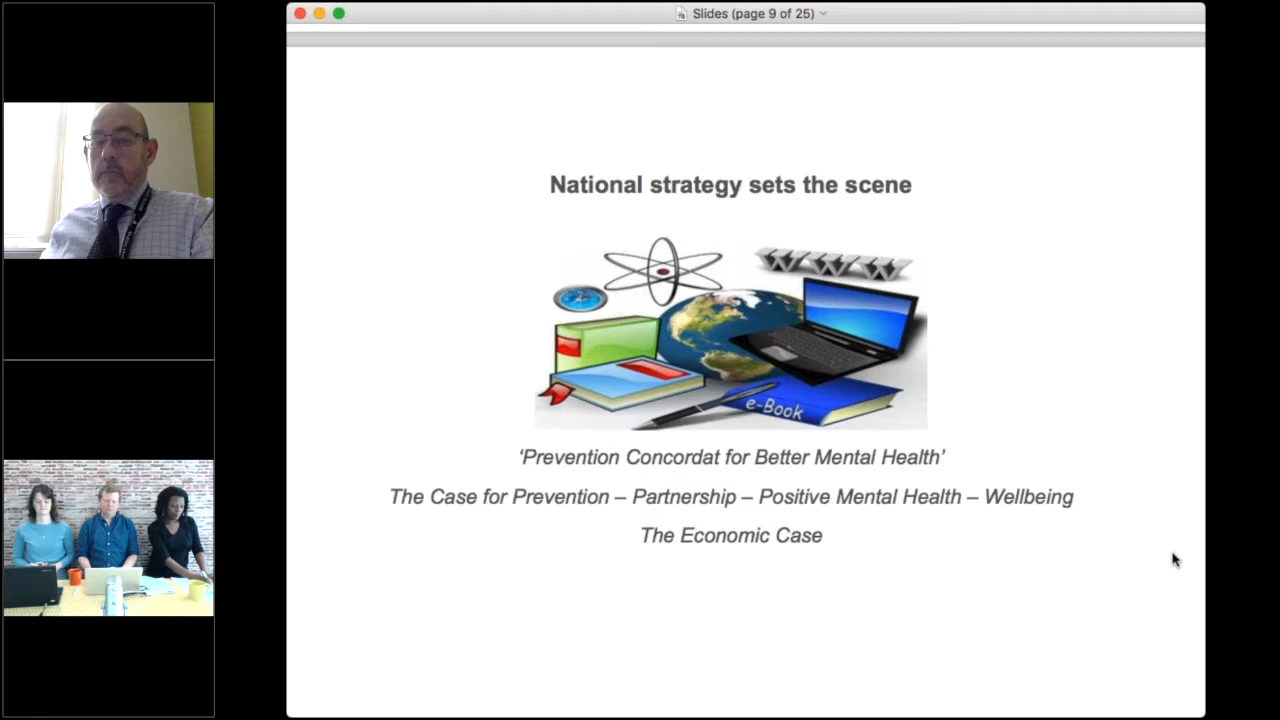 Slides (page 9 of 25)
National strategy sets the scene
WWW
e-Book
‘Prevention Concordat for Better Mental Health’
The Case for Prevention – Partnership – Positive Mental Health – Wellbeing
The Economic Case